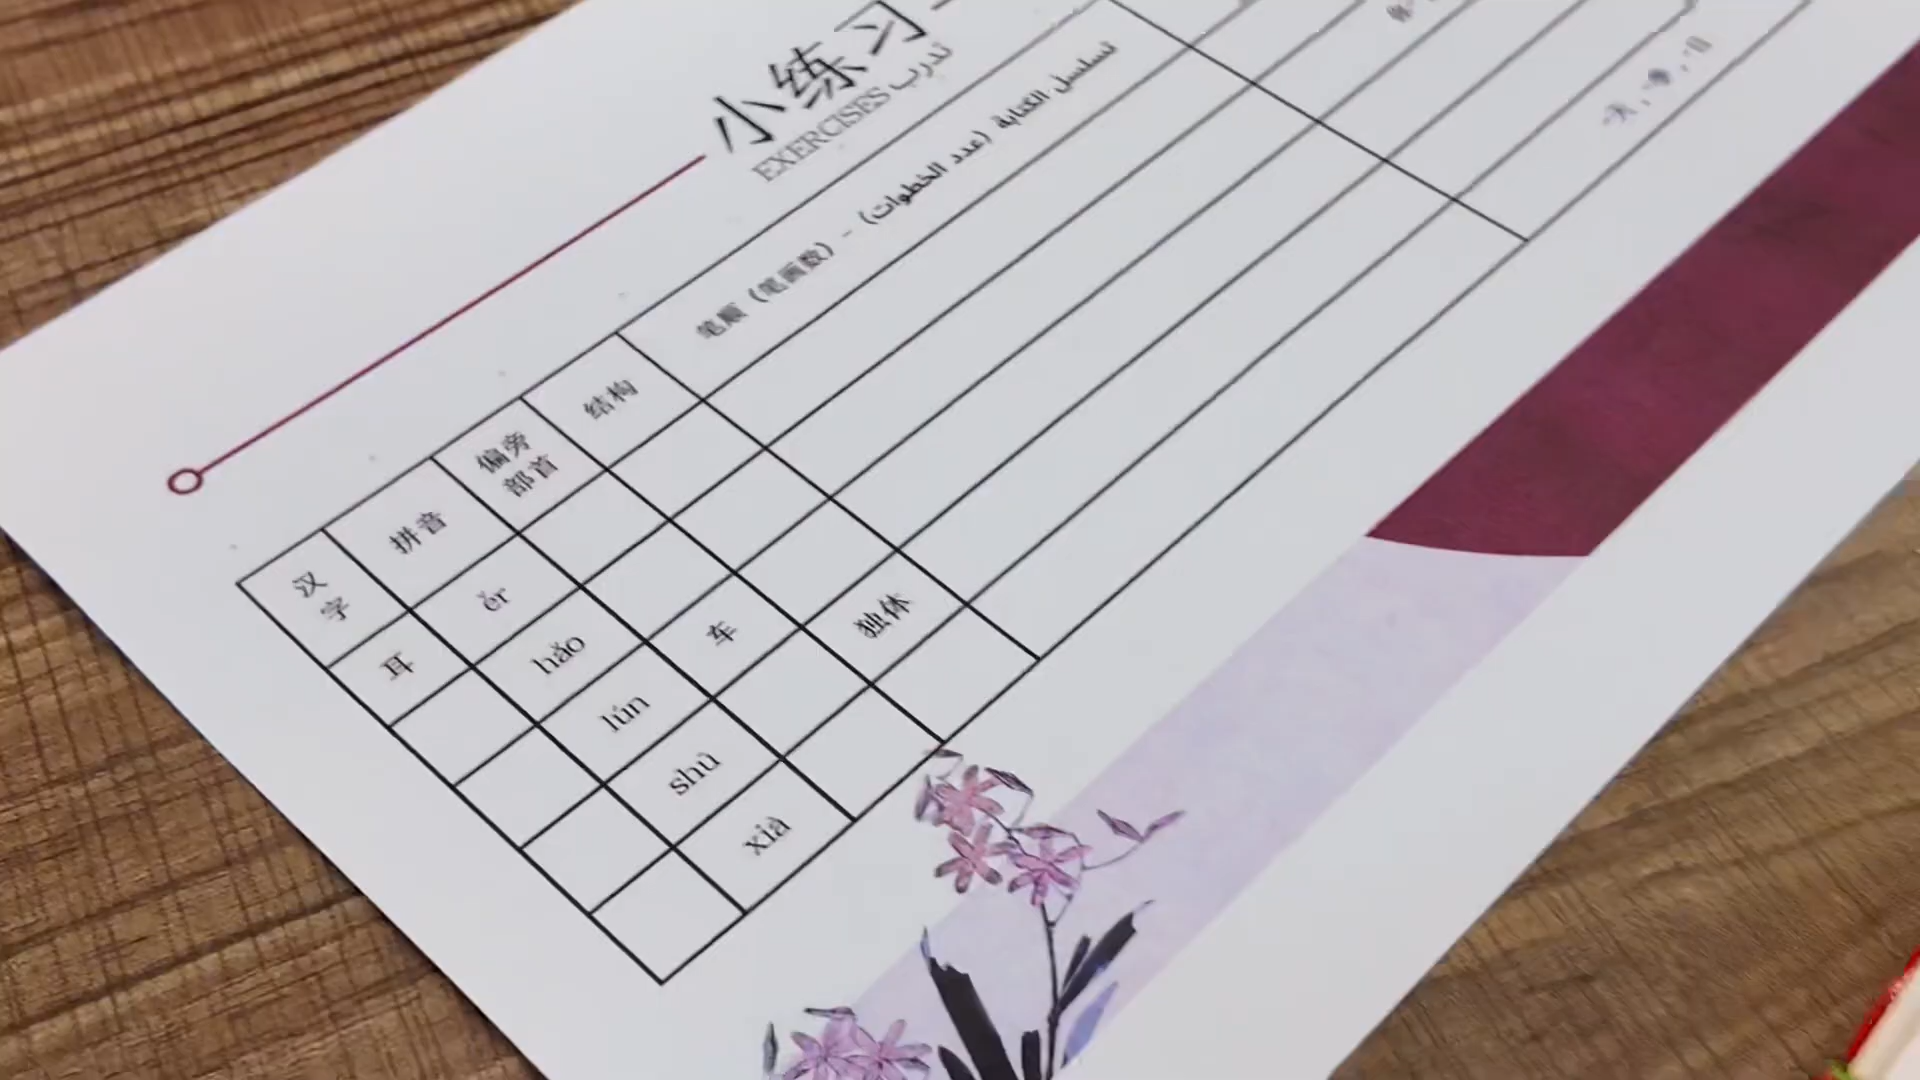 小练习一
EXERCISES تدريب
汉字 拼音 偏旁部首 结构 笔顺（笔画数） - تسلسل الكتابة (عدد الخطوات)
耳 ěr
hǎo
lún 车
shù 独体
xià